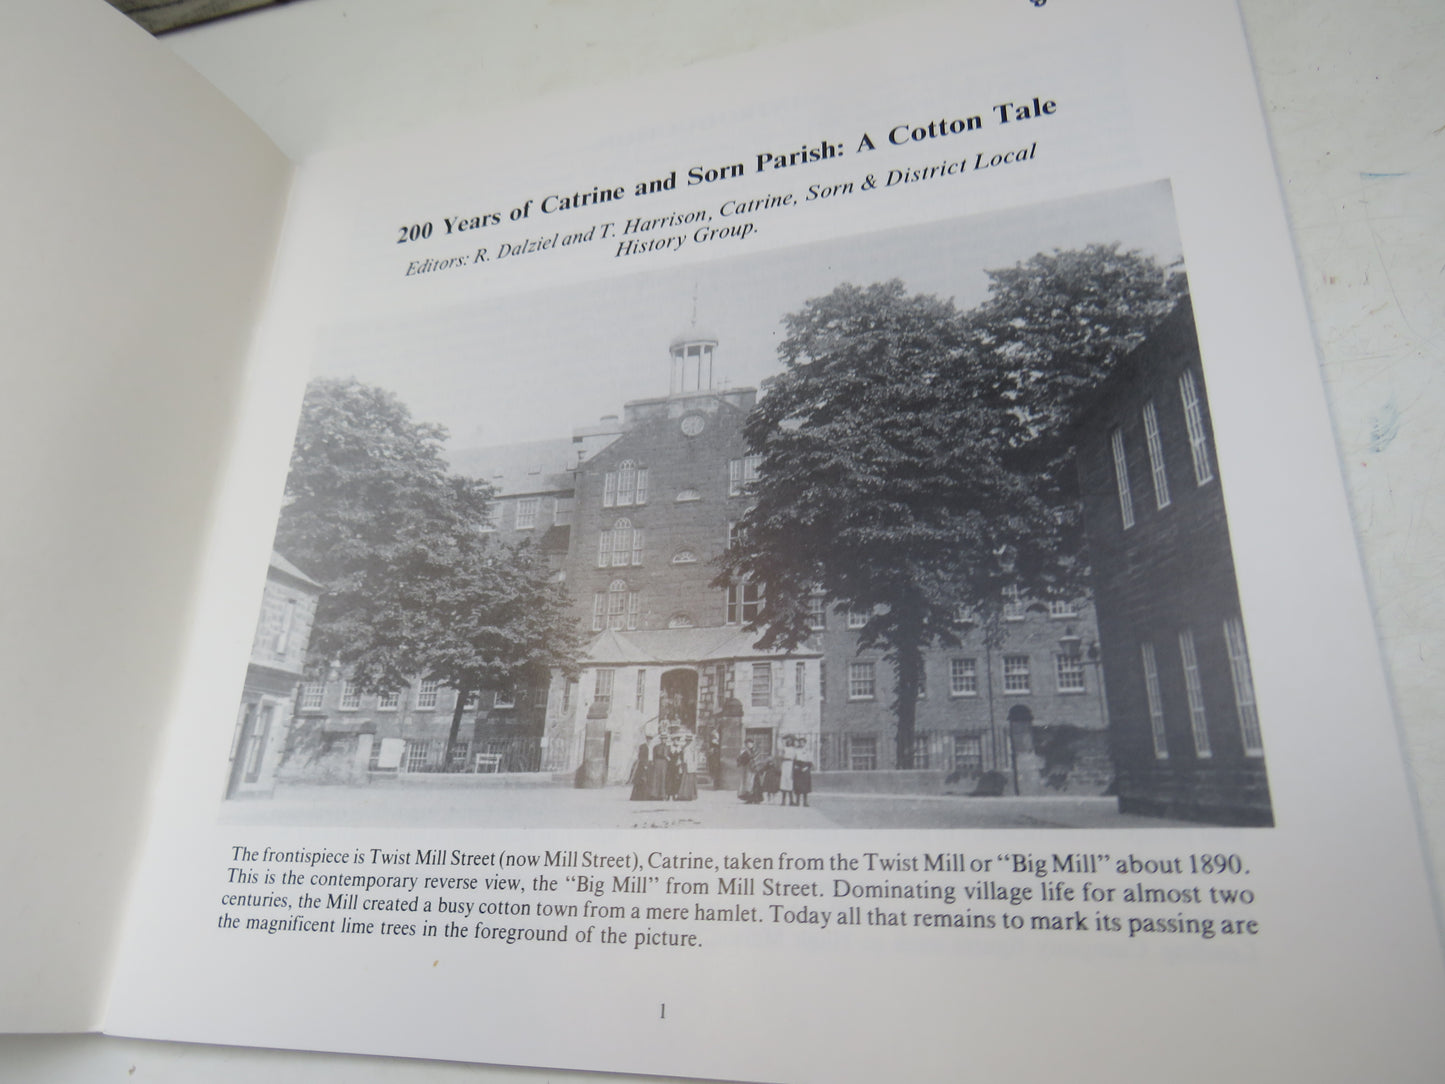 200 Years of Catrine and Sorn Parish: A Cotton Tale
Editors: R. Dalziel and T. Harrison, Catrine, Sorn & District Local
History Group.
The frontispiece is Twist Mill Street (now Mill Street), Catrine, taken from the Twist Mill or “Big Mill” about 1890.
This is the contemporary reverse view, the “Big Mill” from Mill Street. Dominating village life for almost two
centuries, the Mill created a busy cotton town from a mere hamlet. Today all that remains to mark its passing are
the magnificent lime trees in the foreground of the picture.
1